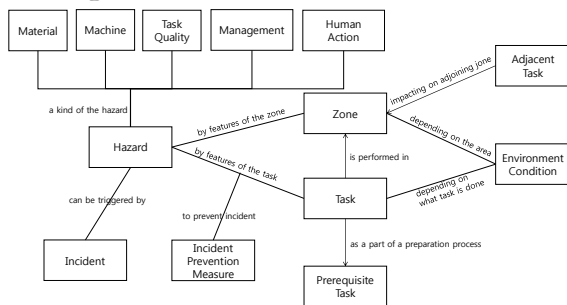 Material
Machine
Task
Quality
Management
Human
Action
Adjacent
Task
impacting on adjoining jone
a kind of the hazard
by features of the zone
Zone
depending on the area
Hazard
by features of the task
is performed in
Environment
Condition
can be triggered by
Task
depending on
what task is done
to prevent incident
as a part of a preparation process
Incident
Incident
Prevention
Measure
Prerequisite
Task